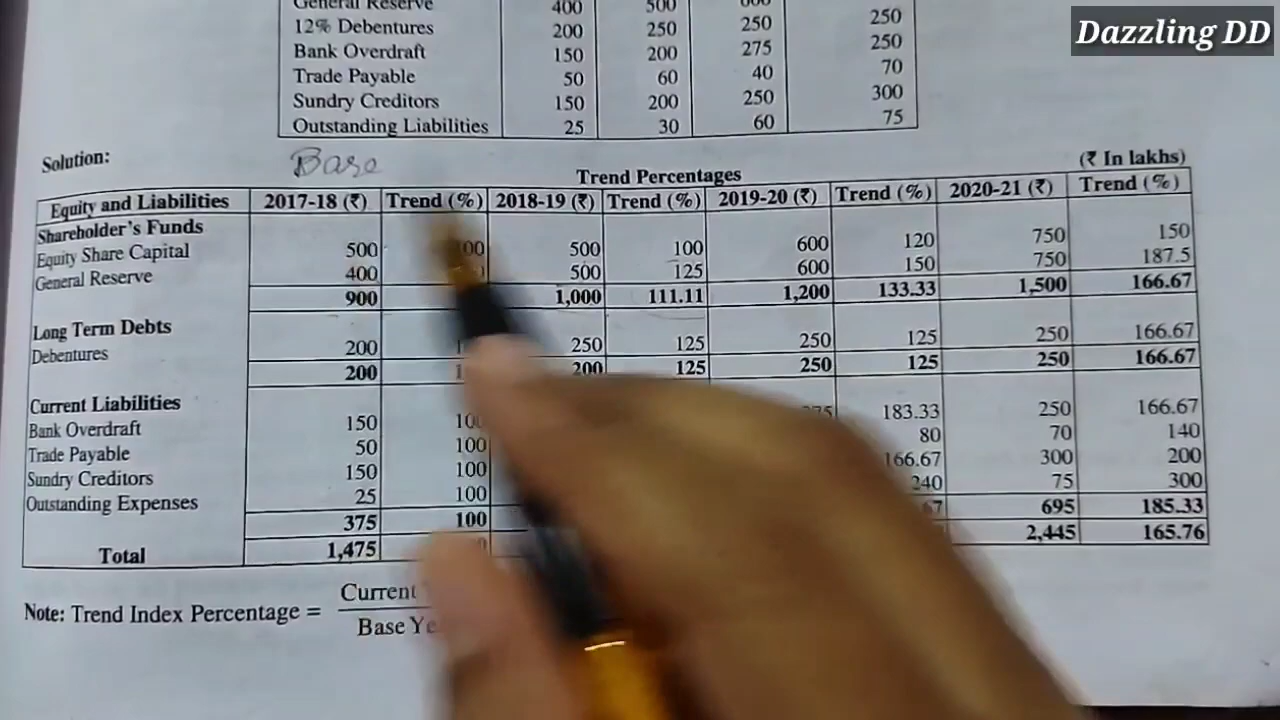 Dazzling DD
General Reserve 400 500 600
12% Debentures 200 250 250 250
Bank Overdraft 150 200 275 250
Trade Payable 50 60 40 70
Sundry Creditors 150 200 250 300
Outstanding Liabilities 25 30 60 75
Solution: Base
Trend Percentages (₹ In lakhs)
Equity and Liabilities 2017-18 (₹) Trend (%) 2018-19 (₹) Trend (%) 2019-20 (₹) Trend (%) 2020-21 (₹) Trend (%)
Shareholder's Funds
Equity Share Capital 500 500 100 600 120 750 150
General Reserve 400 500 125 600 150 750 187.5
900 1,000 111.11 1,200 133.33 1,500 166.67
Long Term Debts
Debentures 200 250 125 250 125 250 166.67
200 200 125 250 125 250 166.67
Current Liabilities
Bank Overdraft 150 100 183.33 250 166.67
Trade Payable 50 100 80 70 140
Sundry Creditors 150 100 166.67 300 200
Outstanding Expenses 25 100 240 75 300
375 100 695 185.33
Total 1,475 2,445 165.76
Note: Trend Index Percentage = Current
Base